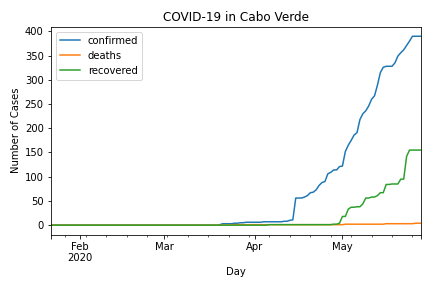 COVID-19 in Cabo Verde
confirmed
deaths
recovered
400
350
300
250
200
150
100
50
0
Number of Cases
Feb
2020
Mar
Apr
May
Day